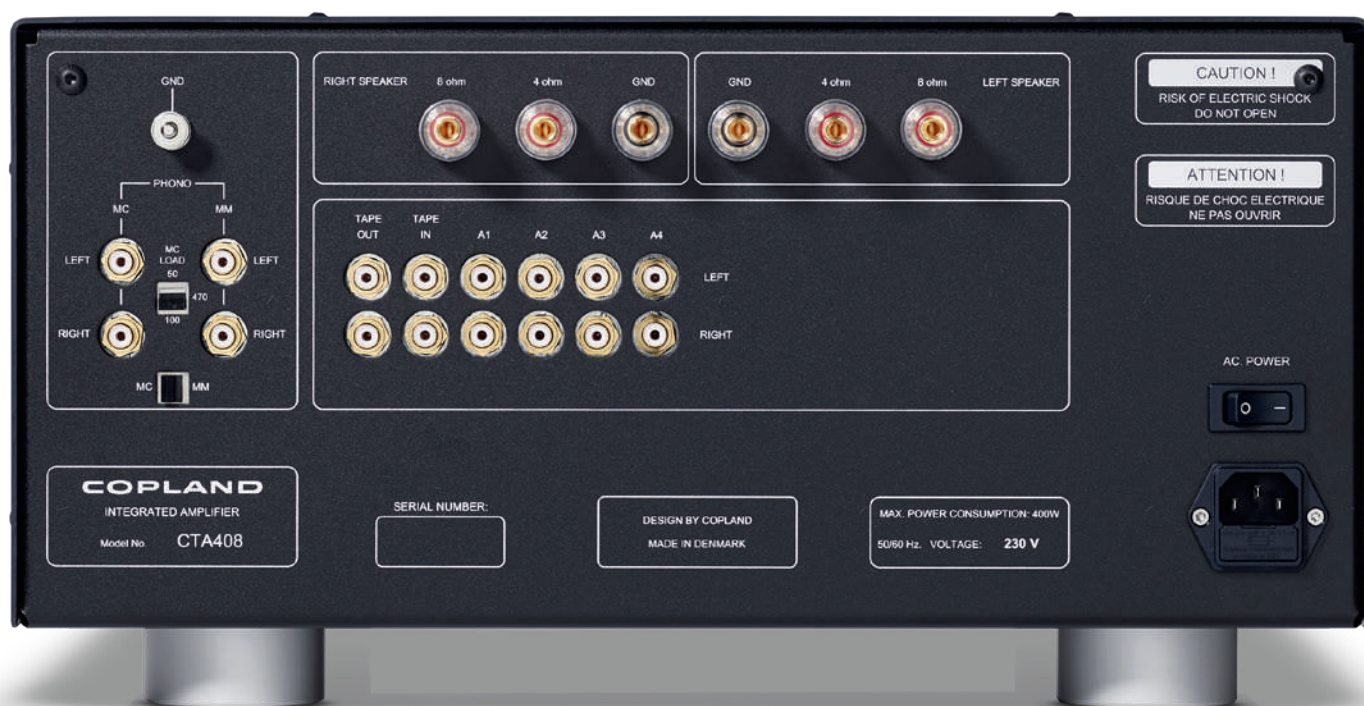 GND
PHONO
MC MM
LEFT MC LOAD LEFT
50
470
100
RIGHT RIGHT
MC MM
RIGHT SPEAKER 8 ohm 4 ohm GND
GND 4 ohm 8 ohm LEFT SPEAKER
TAPE OUT TAPE IN A1 A2 A3 A4
LEFT
RIGHT
CAUTION !
RISK OF ELECTRIC SHOCK
DO NOT OPEN
ATTENTION !
RISQUE DE CHOC ELECTRIQUE
NE PAS OUVRIR
AC. POWER
O –
COPLAND
INTEGRATED AMPLIFIER
Model No. CTA408
SERIAL NUMBER:
DESIGN BY COPLAND
MADE IN DENMARK
MAX. POWER CONSUMPTION: 400W
50/60 Hz. VOLTAGE: 230 V